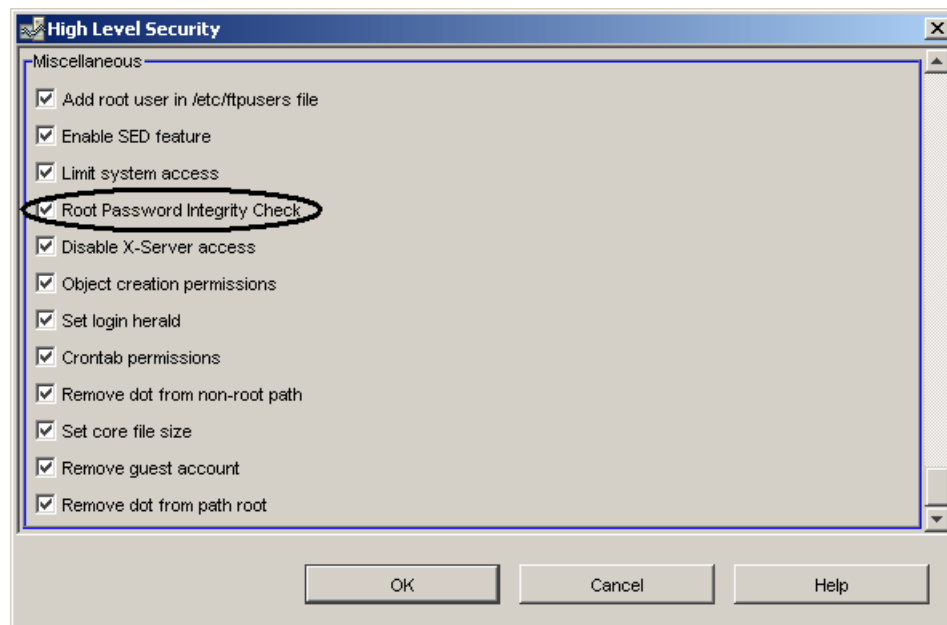 High Level Security
Miscellaneous
Add root user in /etc/ftpusers file
Enable SED feature
Limit system access
Root Password Integrity Check
Disable X-Server access
Object creation permissions
Set login herald
Crontab permissions
Remove dot from non-root path
Set core file size
Remove guest account
Remove dot from path root
OK Cancel Help